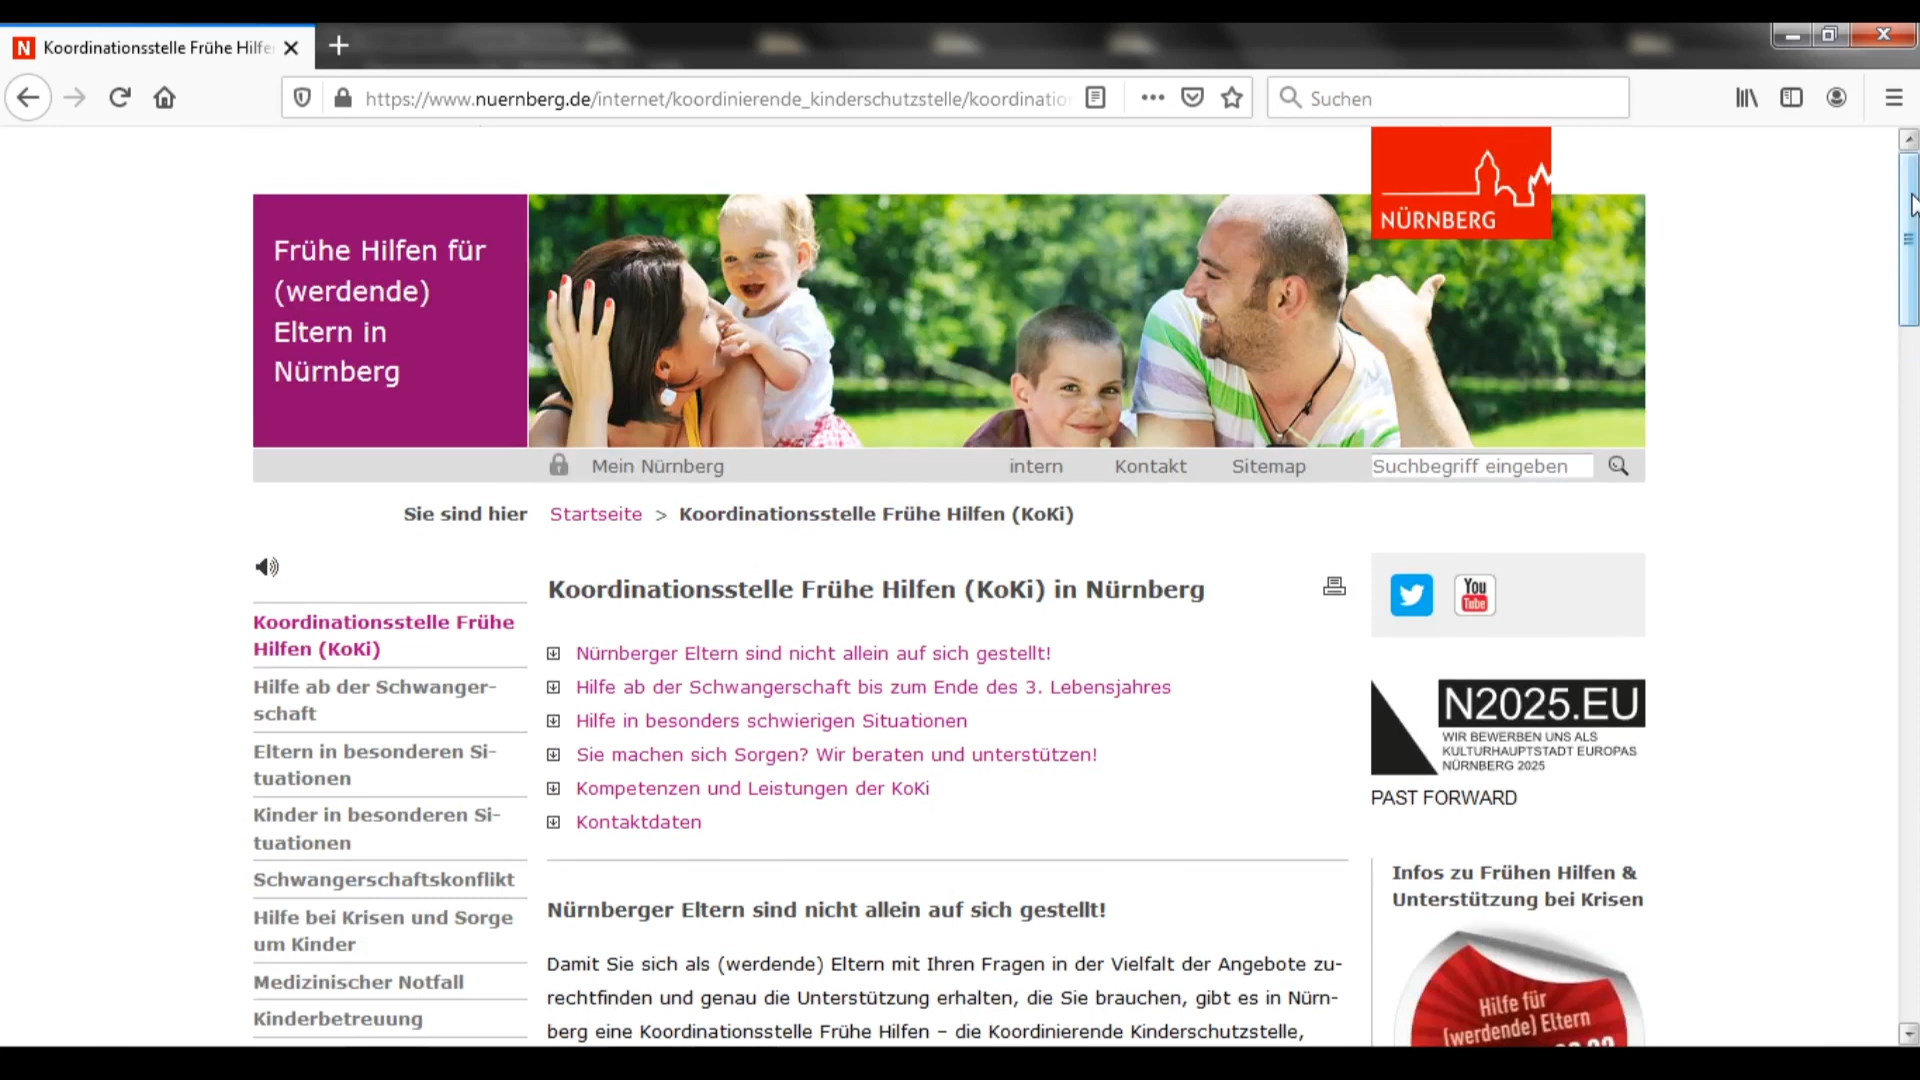 Koordinationsstelle Frühe Hilfe
https://www.nuernberg.de/internet/koordinierende_kinderschutzstelle/koordinatio
Suchen
NÜRNBERG
Frühe Hilfen für
(werdende)
Eltern in
Nürnberg
Mein Nürnberg
intern
Kontakt
Sitemap
Suchbegriff eingeben
Sie sind hier
Startseite > Koordinationsstelle Frühe Hilfen (KoKi)
Koordinationsstelle Frühe
Hilfen (KoKi)
Hilfe ab der Schwanger-
schaft
Eltern in besonderen Si-
tuationen
Kinder in besonderen Si-
tuationen
Schwangerschaftskonflikt
Hilfe bei Krisen und Sorge
um Kinder
Medizinischer Notfall
Kinderbetreuung
Koordinationsstelle Frühe Hilfen (KoKi) in Nürnberg
Nürnberger Eltern sind nicht allein auf sich gestellt!
Hilfe ab der Schwangerschaft bis zum Ende des 3. Lebensjahres
Hilfe in besonders schwierigen Situationen
Sie machen sich Sorgen? Wir beraten und unterstützen!
Kompetenzen und Leistungen der KoKi
Kontaktdaten
Nürnberger Eltern sind nicht allein auf sich gestellt!
Damit Sie sich als (werdende) Eltern mit Ihren Fragen in der Vielfalt der Angebote zu-
rechtfinden und genau die Unterstützung erhalten, die Sie brauchen, gibt es in Nürn-
berg eine Koordinationsstelle Frühe Hilfen – die Koordinierende Kinderschutzstelle,
You
Tube
N2025.EU
WIR BEWERBEN UNS ALS
KULTURHAUPTSTADT EUROPAS
NÜRNBERG 2025
PAST FORWARD
Infos zu Frühen Hilfen &
Unterstützung bei Krisen
Hilfe für
(werdende) Eltern